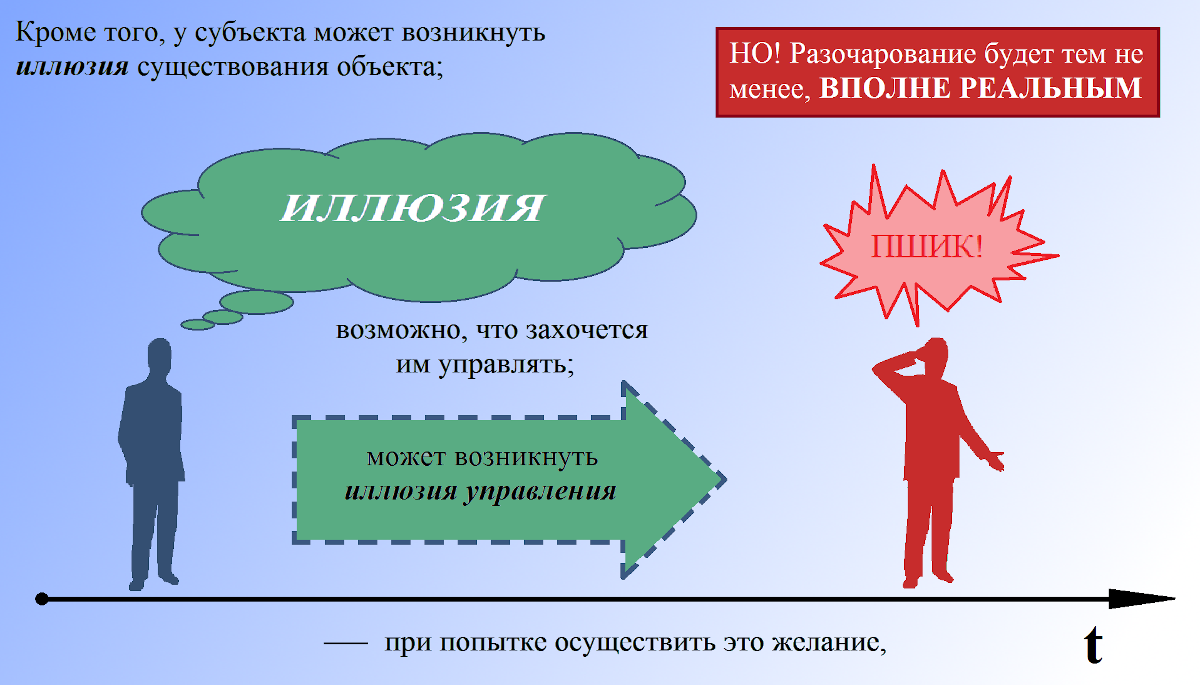 Кроме того, у субъекта может возникнуть
иллюзия существования объекта;
НО! Разочарование будет тем не
менее, ВПОЛНЕ РЕАЛЬНЫМ
ИЛЛЮЗИЯ
ПШИК!
возможно, что захочется
им управлять;
может возникнуть
иллюзия управления
— при попытке осуществить это желание,
t